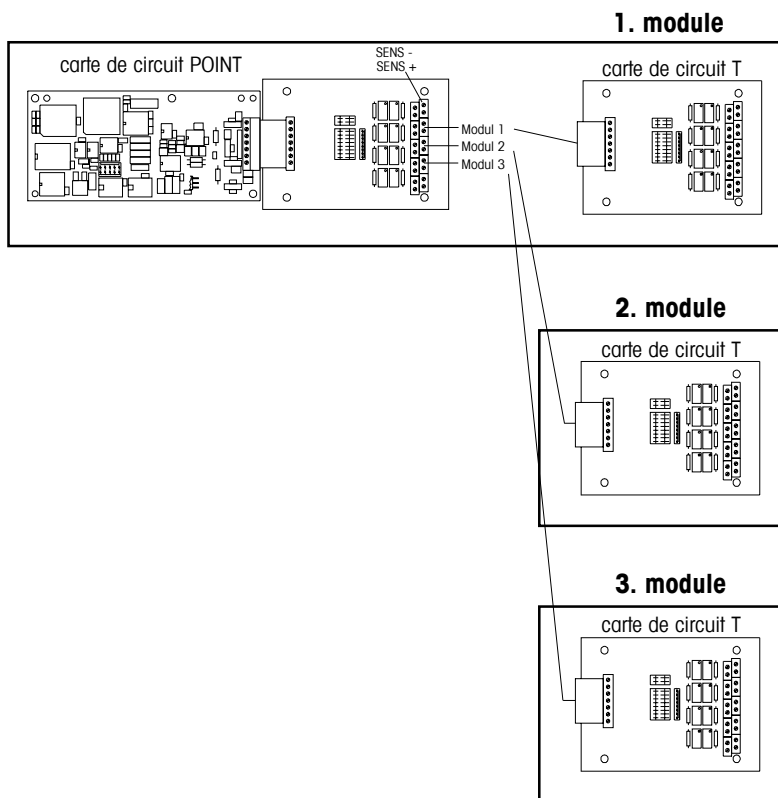 1. module
carte de circuit POINT
SENS -
SENS +
carte de circuit T
Modul 1
Modul 2
Modul 3
2. module
carte de circuit T
3. module
carte de circuit T